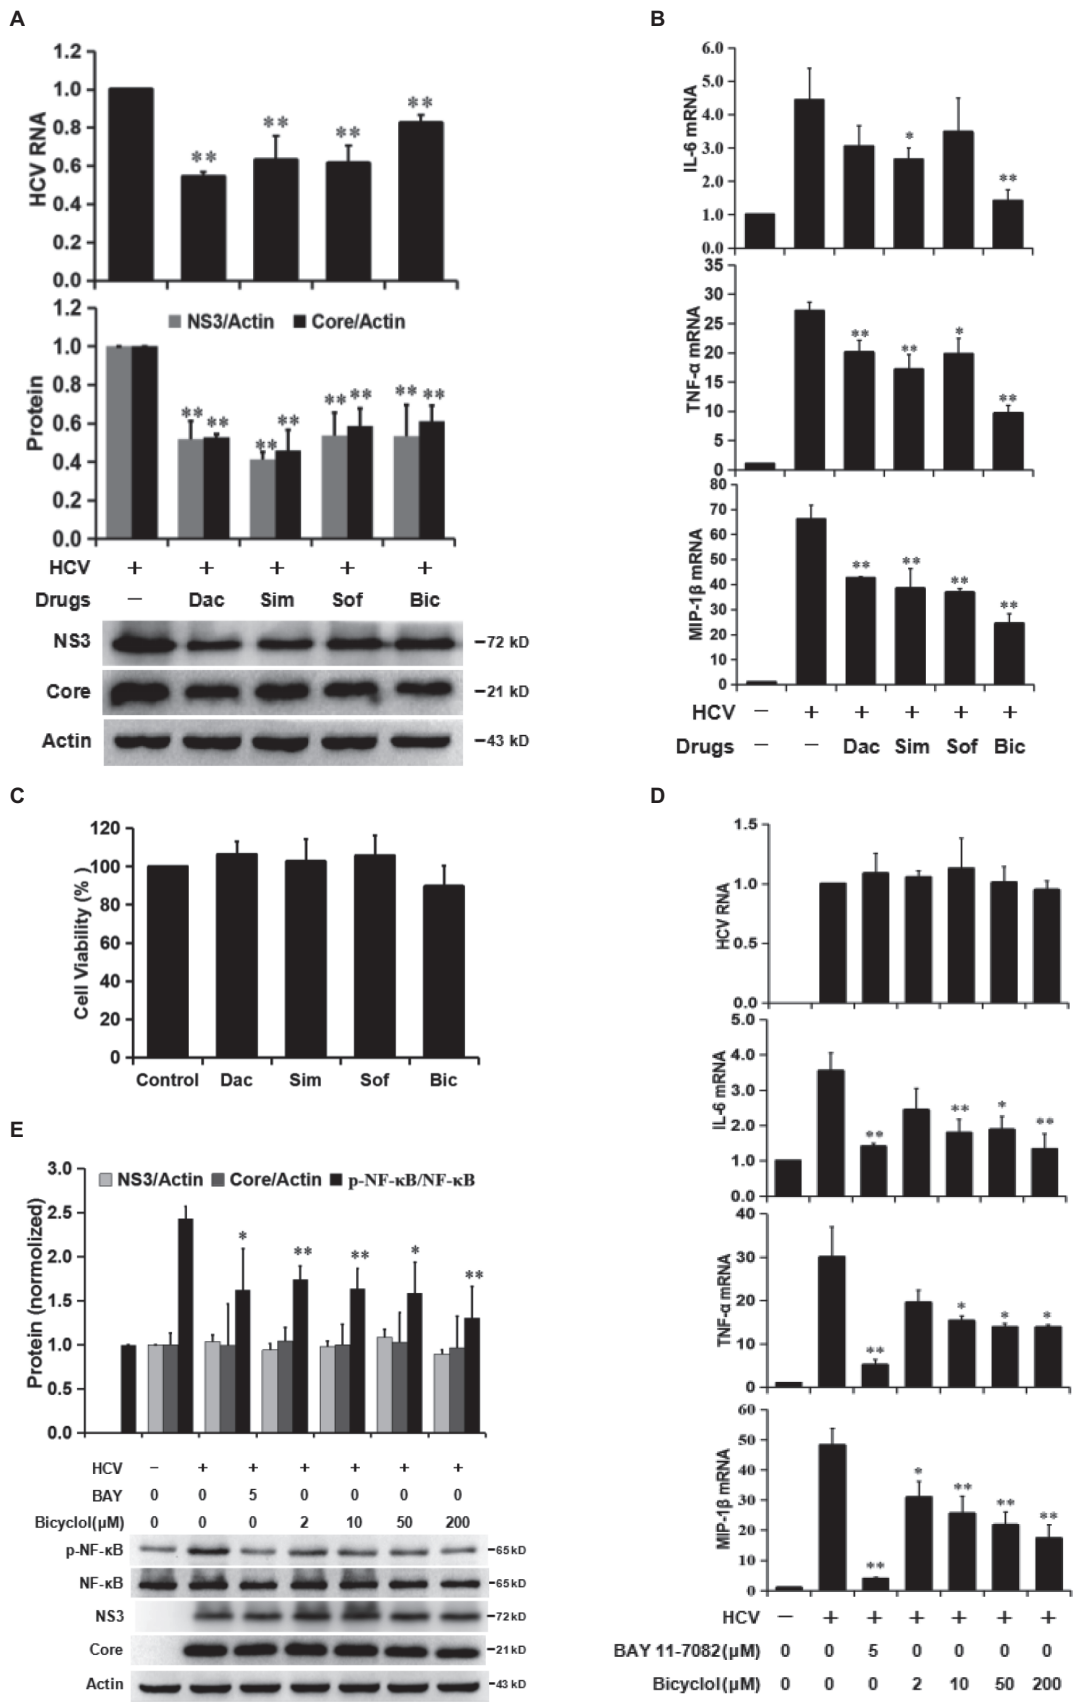 A
1.2
1.0
0.8
0.6
0.4
0.2
0.0
HCV RNA
** ** ** **
1.2
1.0
0.8
0.6
0.4
0.2
0.0
Protein
NS3/Actin Core/Actin
** ** ** ** ** ** ** **
HCV + + + + +
Drugs − Dac Sim Sof Bic
NS3 −72 kD
Core −21 kD
Actin −43 kD
B
6.0
5.0
4.0
3.0
2.0
1.0
0.0
IL-6 mRNA
* **
35
30
25
20
15
10
5
0
TNF-α mRNA
** ** * **
80
70
60
50
40
30
20
10
0
MIP-1β mRNA
** ** ** **
HCV − + + + + +
Drugs − − Dac Sim Sof Bic
C
120
100
80
60
40
20
0
Cell Viability (% )
Control Dac Sim Sof Bic
D
1.5
1.0
0.5
0.0
HCV RNA
5.0
4.0
3.0
2.0
1.0
0.0
IL-6 mRNA
** ** * **
40
30
20
10
0
TNF-α mRNA
** * * *
60
50
40
30
20
10
0
MIP-1β mRNA
** * ** ** **
HCV − + + + + + +
BAY 11-7082(μM) 0 0 5 0 0 0 0
Bicyclol(μM) 0 0 0 2 10 50 200
E
3.0
2.5
2.0
1.5
1.0
0.5
0.0
Protein (normolized)
NS3/Actin Core/Actin p-NF-κB/NF-κB
* ** ** * **
HCV − + + + + + +
BAY 0 0 5 0 0 0 0
Bicyclol(μM) 0 0 0 2 10 50 200
p-NF-κB −65kD
NF-κB −65kD
NS3 −72kD
Core −21kD
Actin −43 kD